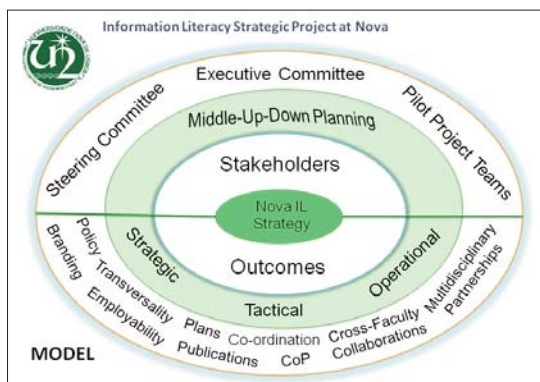 Information Literacy Strategic Project at Nova
Executive Committee
Steering Committee
Pilot Project Teams
Middle-Up-Down Planning
Stakeholders
Nova IL
Strategy
Outcomes
Strategic
Tactical
Operational
Branding
Policy
Transversality
Employability
Plans
Publications
Co-ordination
CoP
Cross-Faculty
Collaborations
Multidisciplinary
Partnerships
MODEL